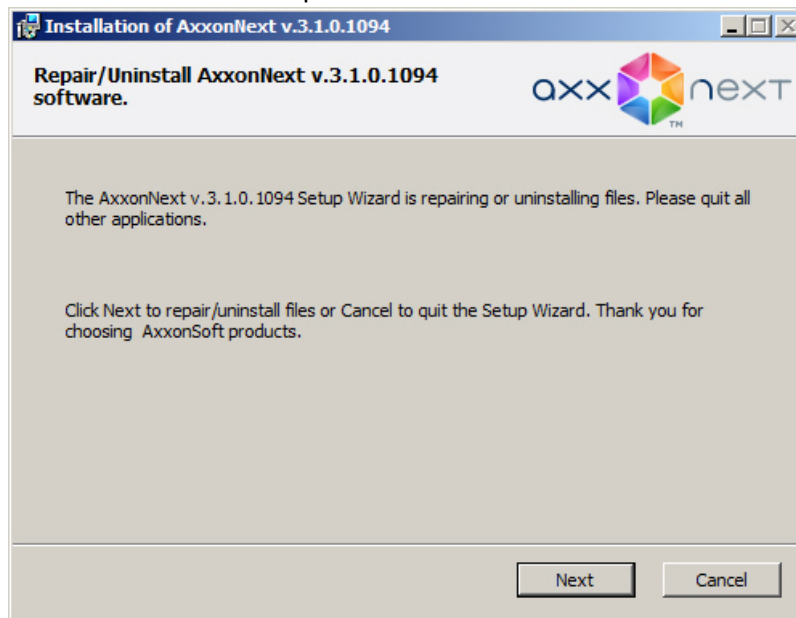 Installation of AxxonNext v.3.1.0.1094
Repair/Uninstall AxxonNext v.3.1.0.1094
software.
axx next
TM
The AxxonNext v.3.1.0.1094 Setup Wizard is repairing or uninstalling files. Please quit all
other applications.
Click Next to repair/uninstall files or Cancel to quit the Setup Wizard. Thank you for
choosing  AxxonSoft products.
Next
Cancel